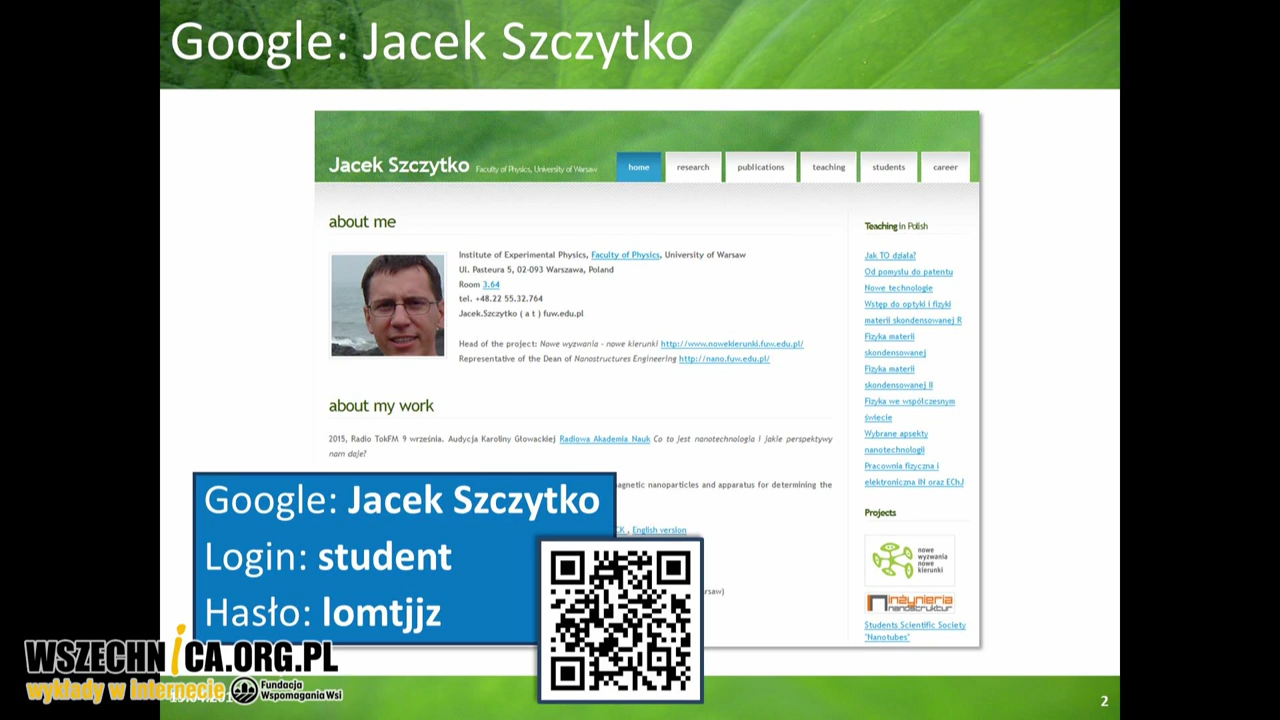 Google: Jacek Szczytko
Jacek Szczytko Faculty of Physics, University of Warsaw
home research publications teaching students career
about me
Institute of Experimental Physics, Faculty of Physics, University of Warsaw
Ul. Pasteura 5, 02-093 Warszawa, Poland
Room 3.64
tel. +48.22 55.32.764
Jacek.Szczytko ( a t ) fuw.edu.pl
Head of the project: Nowe wyzwania - nowe kierunki http://www.nowekierunki.fuw.edu.pl/
Representative of the Dean of Nanostructures Engineering http://nano.fuw.edu.pl/
about my work
2015, Radio TokFM 9 września. Audycja Karoliny Głowackiej Radiowa Akademia Nauk Co to jest nanotechnologia i jakie perspektywy
nam daje?
magnetic nanoparticles and apparatus for determining the
CK , English version
rsaw)
Teaching in Polish
Jak TO działa?
Od pomysłu do patentu
Nowe technologie
Wstęp do optyki i fizyki
materii skondensowanej R
Fizyka materii
skondensowanej
Fizyka materii
skondensowanej II
Fizyka we współczesnym
świecie
Wybrane apsekty
nanotechnologii
Pracownia fizyczna i
elektroniczna IN oraz EChJ
Projects
nowe
wyzwania
nowe
kierunki
inżynieria
nanostruktur
Students Scientific Society
"Nanotubes"
Google: Jacek Szczytko
Login: student
Hasło: lomtjjz
WSZECHNiCA.ORG.PL
wykłady w internecie
Fundacja
Wspomagania Wsi
2